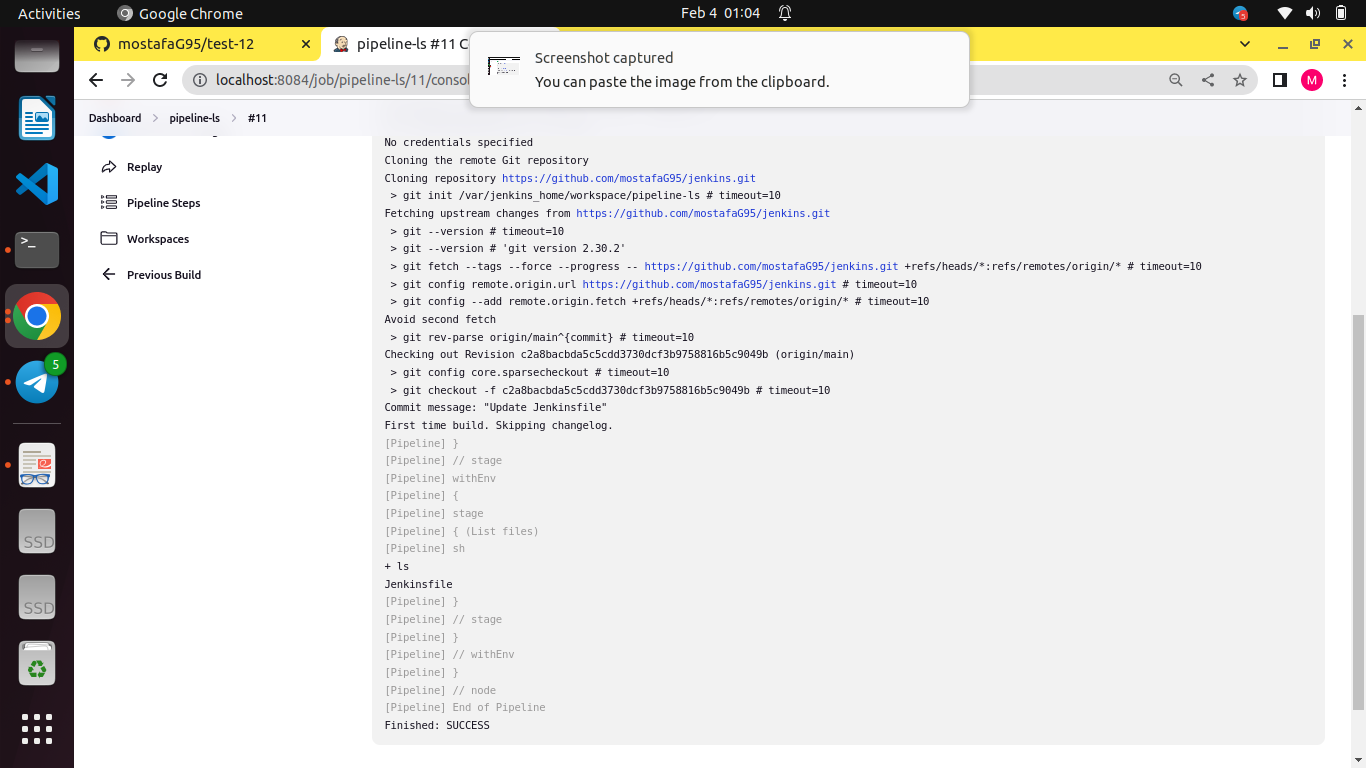 Activities
Google Chrome
Feb 4 01:04
5
mostafaG95/test-12
pipeline-ls #11 C
Screenshot captured
You can paste the image from the clipboard.
localhost:8084/job/pipeline-ls/11/conso
M
Dashboard
pipeline-ls
#11
Replay
Pipeline Steps
Workspaces
Previous Build
No credentials specified
Cloning the remote Git repository
Cloning repository https://github.com/mostafaG95/jenkins.git
> git init /var/jenkins_home/workspace/pipeline-ls # timeout=10
Fetching upstream changes from https://github.com/mostafaG95/jenkins.git
> git --version # timeout=10
> git --version # 'git version 2.30.2'
> git fetch --tags --force --progress -- https://github.com/mostafaG95/jenkins.git +refs/heads/*:refs/remotes/origin/* # timeout=10
> git config remote.origin.url https://github.com/mostafaG95/jenkins.git # timeout=10
> git config --add remote.origin.fetch +refs/heads/*:refs/remotes/origin/* # timeout=10
Avoid second fetch
> git rev-parse origin/main^{commit} # timeout=10
Checking out Revision c2a8bacbda5c5cdd3730dcf3b9758816b5c9049b (origin/main)
> git config core.sparsecheckout # timeout=10
> git checkout -f c2a8bacbda5c5cdd3730dcf3b9758816b5c9049b # timeout=10
Commit message: "Update Jenkinsfile"
First time build. Skipping changelog.
[Pipeline] }
[Pipeline] // stage
[Pipeline] withEnv
[Pipeline] {
[Pipeline] stage
[Pipeline] { (List files)
[Pipeline] sh
+ ls
Jenkinsfile
[Pipeline] }
[Pipeline] // stage
[Pipeline] }
[Pipeline] // withEnv
[Pipeline] }
[Pipeline] // node
[Pipeline] End of Pipeline
Finished: SUCCESS
>_
5
SSD
SSD